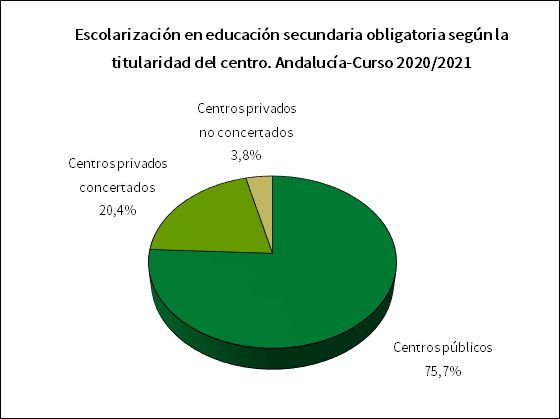 Escolarización en educación secundaria obligatoria según la
titularidad del centro. Andalucía-Curso 2020/2021
Centros privados
no concertados
3,8%
Centros privados
concertados
20,4%
Centros públicos
75,7%